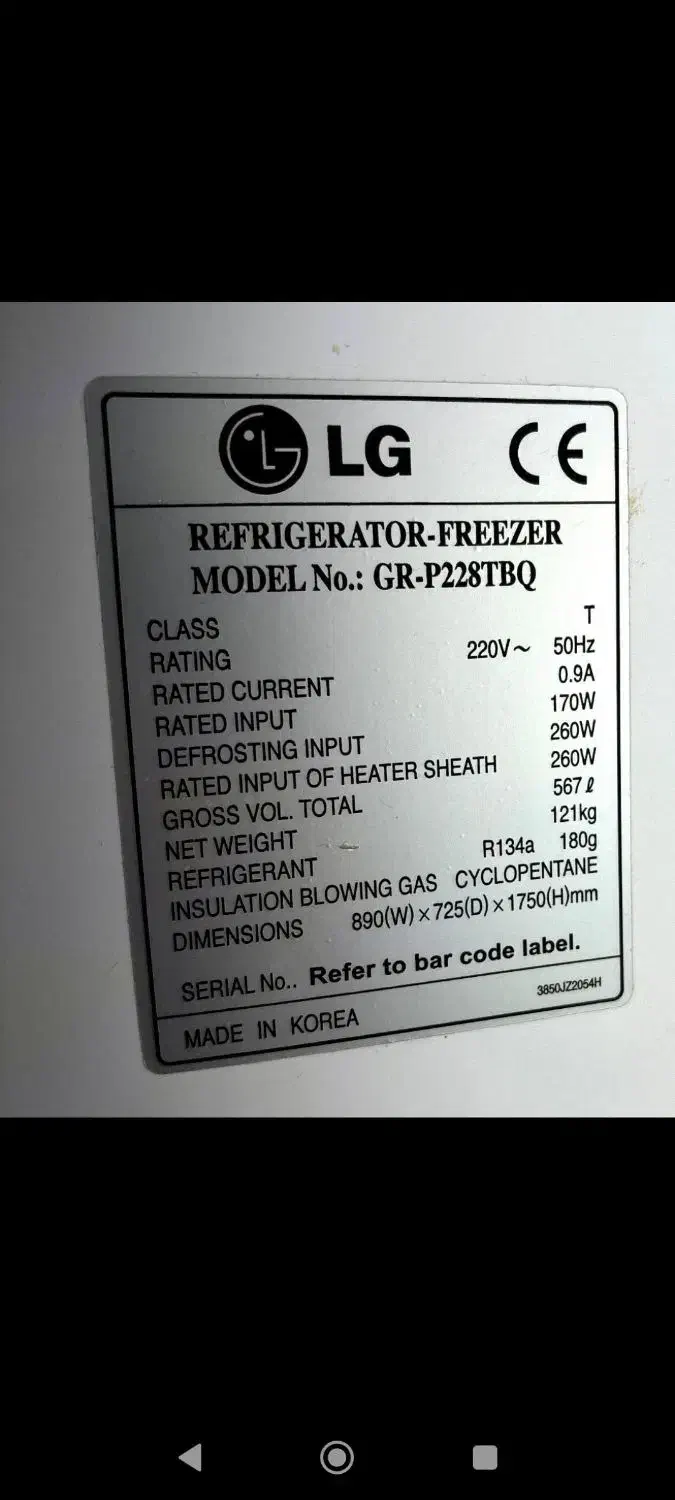 LG CE
REFRIGERATOR-FREEZER
MODEL No.: GR-P228TBQ
CLASS T
RATING 220V~ 50Hz
RATED CURRENT 0.9A
RATED INPUT 170W
DEFROSTING INPUT 260W
RATED INPUT OF HEATER SHEATH 260W
GROSS VOL. TOTAL 567 ℓ
NET WEIGHT 121kg
REFRIGERANT R134a 180g
INSULATION BLOWING GAS CYCLOPENTANE
DIMENSIONS 890(W)×725(D)×1750(H)mm
SERIAL No.. Refer to bar code label.
3850JZ2054H
MADE IN KOREA